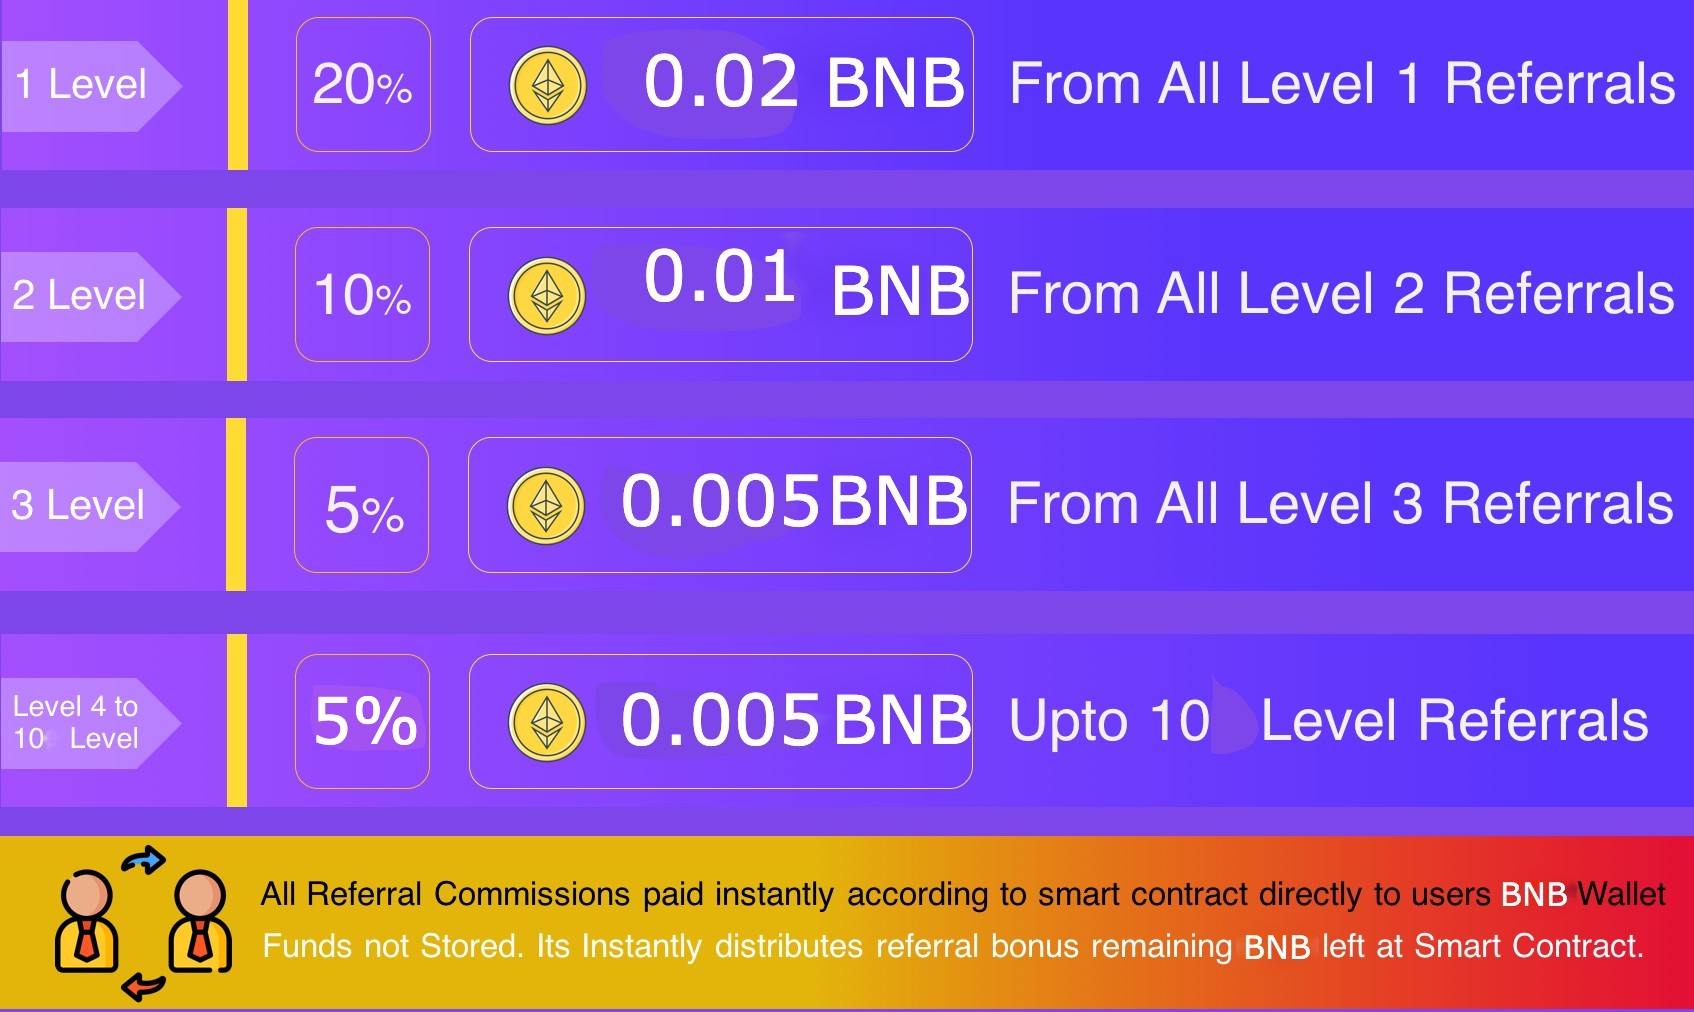 1 Level 20% 0.02 BNB From All Level 1 Referrals
2 Level 10% 0.01 BNB From All Level 2 Referrals
3 Level 5% 0.005 BNB From All Level 3 Referrals
Level 4 to
10 Level
5% 0.005 BNB Upto 10 Level Referrals
All Referral Commissions paid instantly according to smart contract directly to users BNB Wallet
Funds not Stored. Its Instantly distributes referral bonus remaining BNB left at Smart Contract.